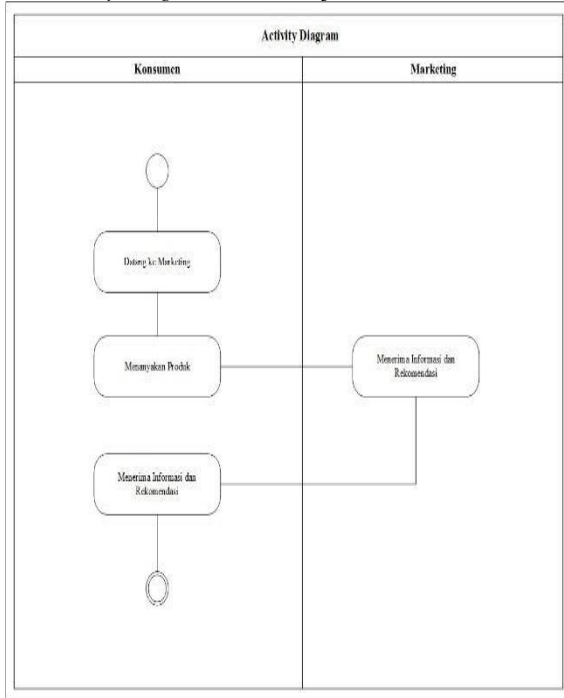 Activity Diagram
Konsumen
Marketing
Datang ke Marketing
Menanyakan Produk
Menerima Informasi dan
Rekomendasi
Menerima Informasi dan
Rekomendasi